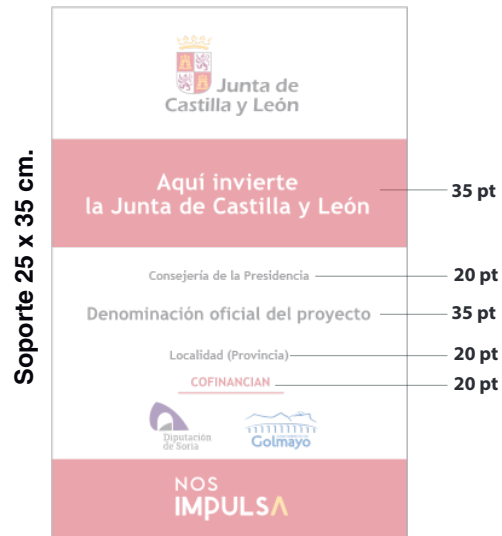 Junta de
Castilla y León
Soporte 25 x 35 cm.
Aquí invierte
la Junta de Castilla y León
35 pt
Consejería de la Presidencia
20 pt
Denominación oficial del proyecto
35 pt
Localidad (Provincia)
20 pt
COFINANCIAN
20 pt
Diputación
de Soria
Golmayo
NOS
IMPULSA